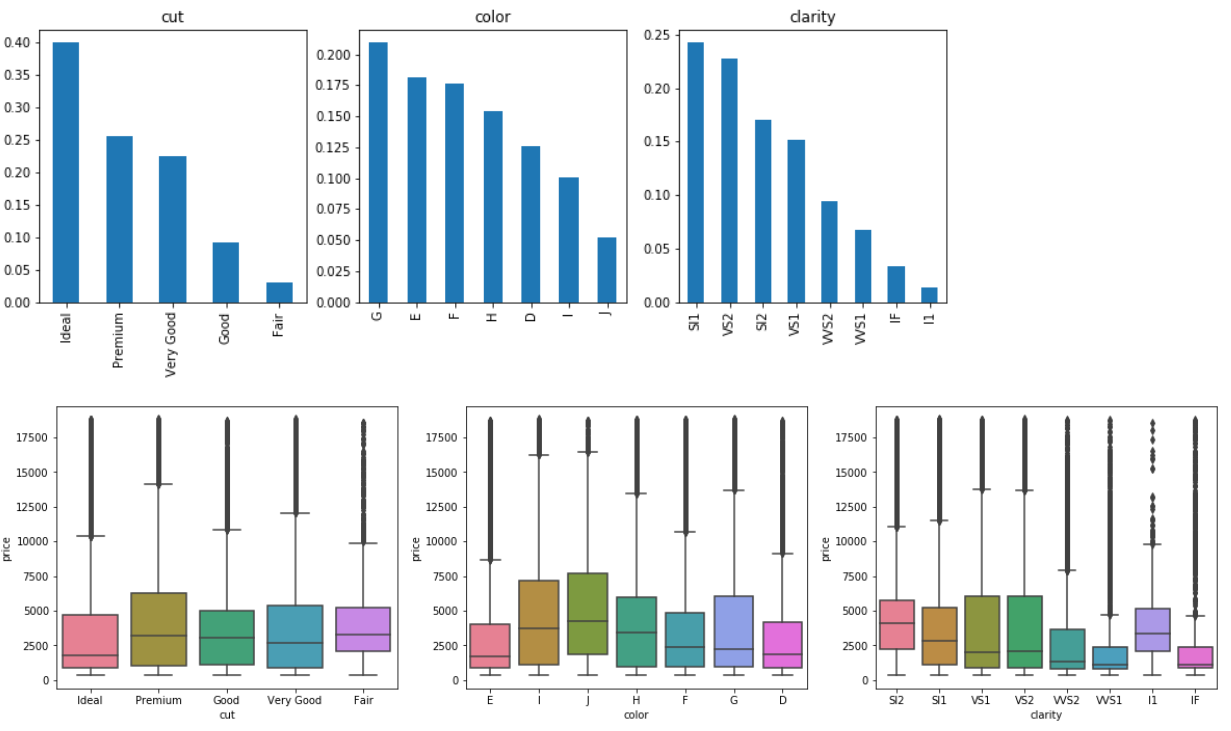 cut
0.40
0.35
0.30
0.25
0.20
0.15
0.10
0.05
0.00
Ideal
Premium
Very Good
Good
Fair
color
0.200
0.175
0.150
0.125
0.100
0.075
0.050
0.025
0.000
G
E
F
H
D
I
J
clarity
0.25
0.20
0.15
0.10
0.05
0.00
SI1
VS2
SI2
VS1
VVS2
VVS1
IF
I1
price
17500
15000
12500
10000
7500
5000
2500
0
Ideal Premium Good Very Good Fair
cut
price
17500
15000
12500
10000
7500
5000
2500
0
E I J H F G D
color
price
17500
15000
12500
10000
7500
5000
2500
0
SI2 SI1 VS1 VS2 VVS2 VVS1 I1 IF
clarity